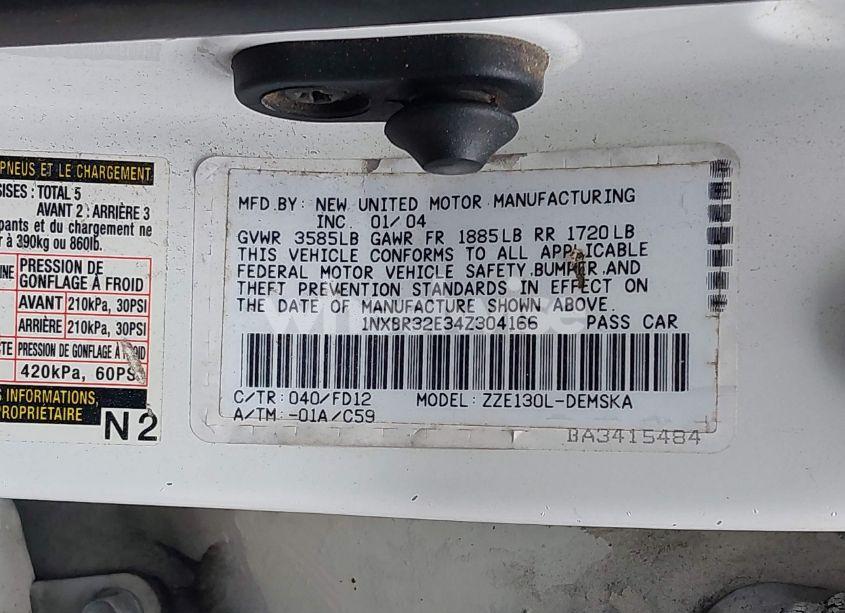 PNEUS ET LE CHARGEMENT
SISES : TOTAL 5
AVANT 2 : ARRIÈRE 3
pants et du chargement ne
r à 390kg ou 860lb.
PRESSION DE
GONFLAGE À FROID
AVANT 210kPa, 30PSI
ARRIÈRE 210kPa, 30PSI
PRESSION DE GONFLAGE À FROID
420kPa, 60PSI
INFORMATIONS,
PROPRIÉTAIRE
N2
MFD.BY: NEW UNITED MOTOR MANUFACTURING
INC 01/04
GVWR 3585LB GAWR FR 1885LB RR 1720LB
THIS VEHICLE CONFORMS TO ALL APPLICABLE
FEDERAL MOTOR VEHICLE SAFETY,BUMPER,AND
THEFT PREVENTION STANDARDS IN EFFECT ON
THE DATE OF MANUFACTURE SHOWN ABOVE.
1NXBR32E34Z304166 PASS CAR
C/TR: 040/FD12 MODEL: ZZE130L-DEMSKA
A/TM: -01A/C59
BA3415484